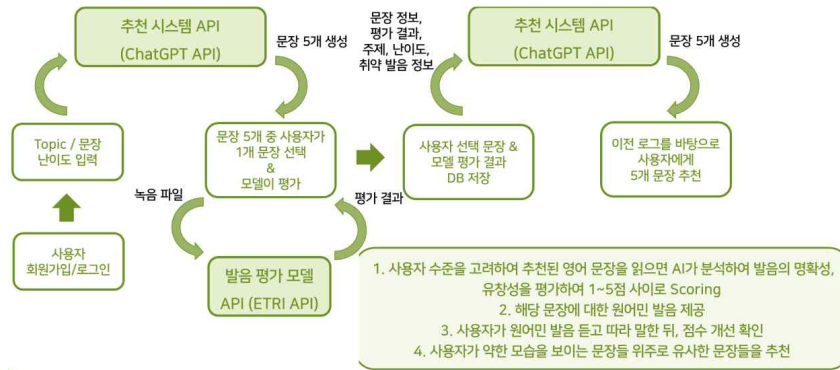 추천 시스템 API
(ChatGPT API)
문장 5개 생성
Topic / 문장
난이도 입력
사용자
회원가입/로그인
문장 5개 중 사용자가
1개 문장 선택
&
모델이 평가
녹음 파일
평가 결과
발음 평가 모델
API (ETRI API)
사용자 선택 문장 &
모델 평가 결과
DB 저장
문장 정보,
평가 결과,
주제, 난이도,
취약 발음 정보
추천 시스템 API
(ChatGPT API)
문장 5개 생성
이전 로그를 바탕으로
사용자에게
5개 문장 추천
1. 사용자 수준을 고려하여 추천된 영어 문장을 읽으면 AI가 분석하여 발음의 명확성,
유창성을 평가하여 1~5점 사이로 Scoring
2. 해당 문장에 대한 원어민 발음 제공
3. 사용자가 원어민 발음 듣고 따라 말한 뒤, 점수 개선 확인
4. 사용자가 약한 모습을 보이는 문장들 위주로 유사한 문장들을 추천